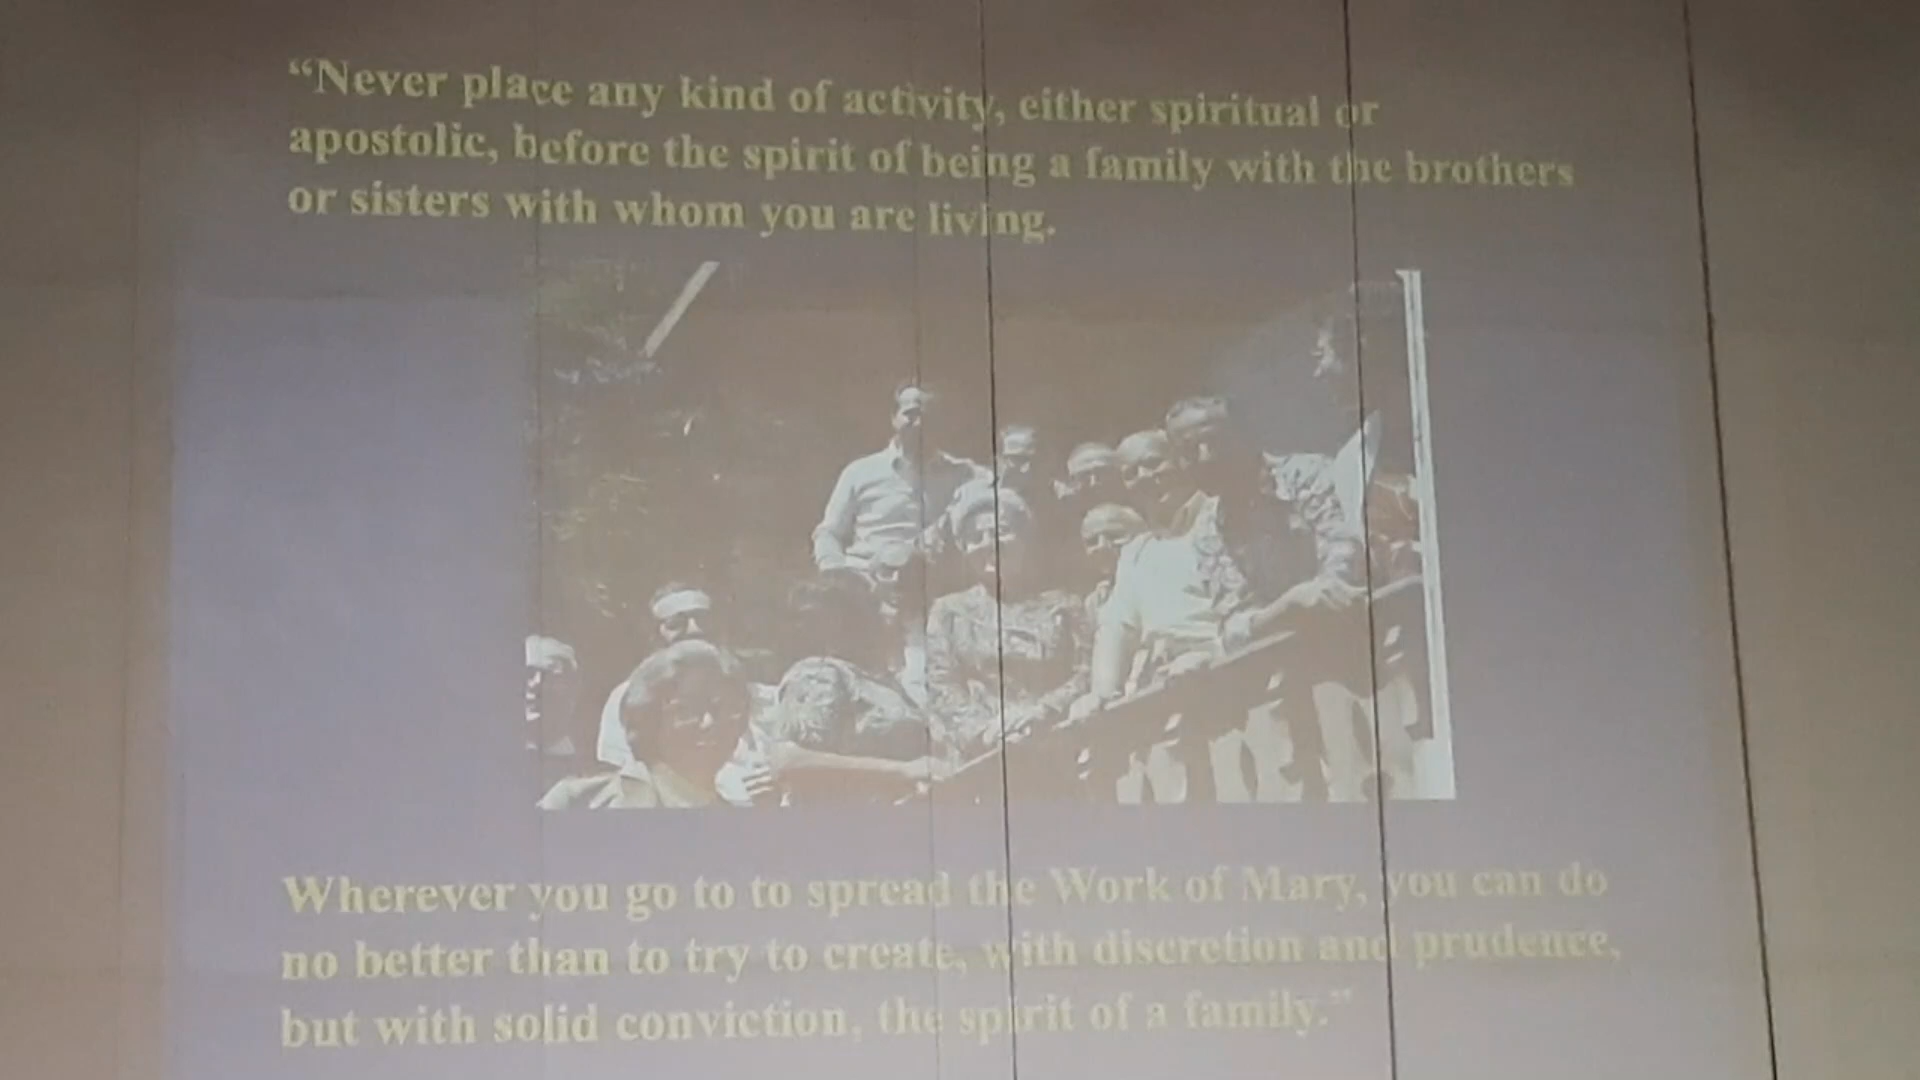 “Never place any kind of activity, either spiritual or
apostolic, before the spirit of being a family with the brothers
or sisters with whom you are living.
Wherever you go to to spread the Work of Mary, you can do
no better than to try to create, with discretion and prudence,
but with solid conviction, the spirit of a family.”